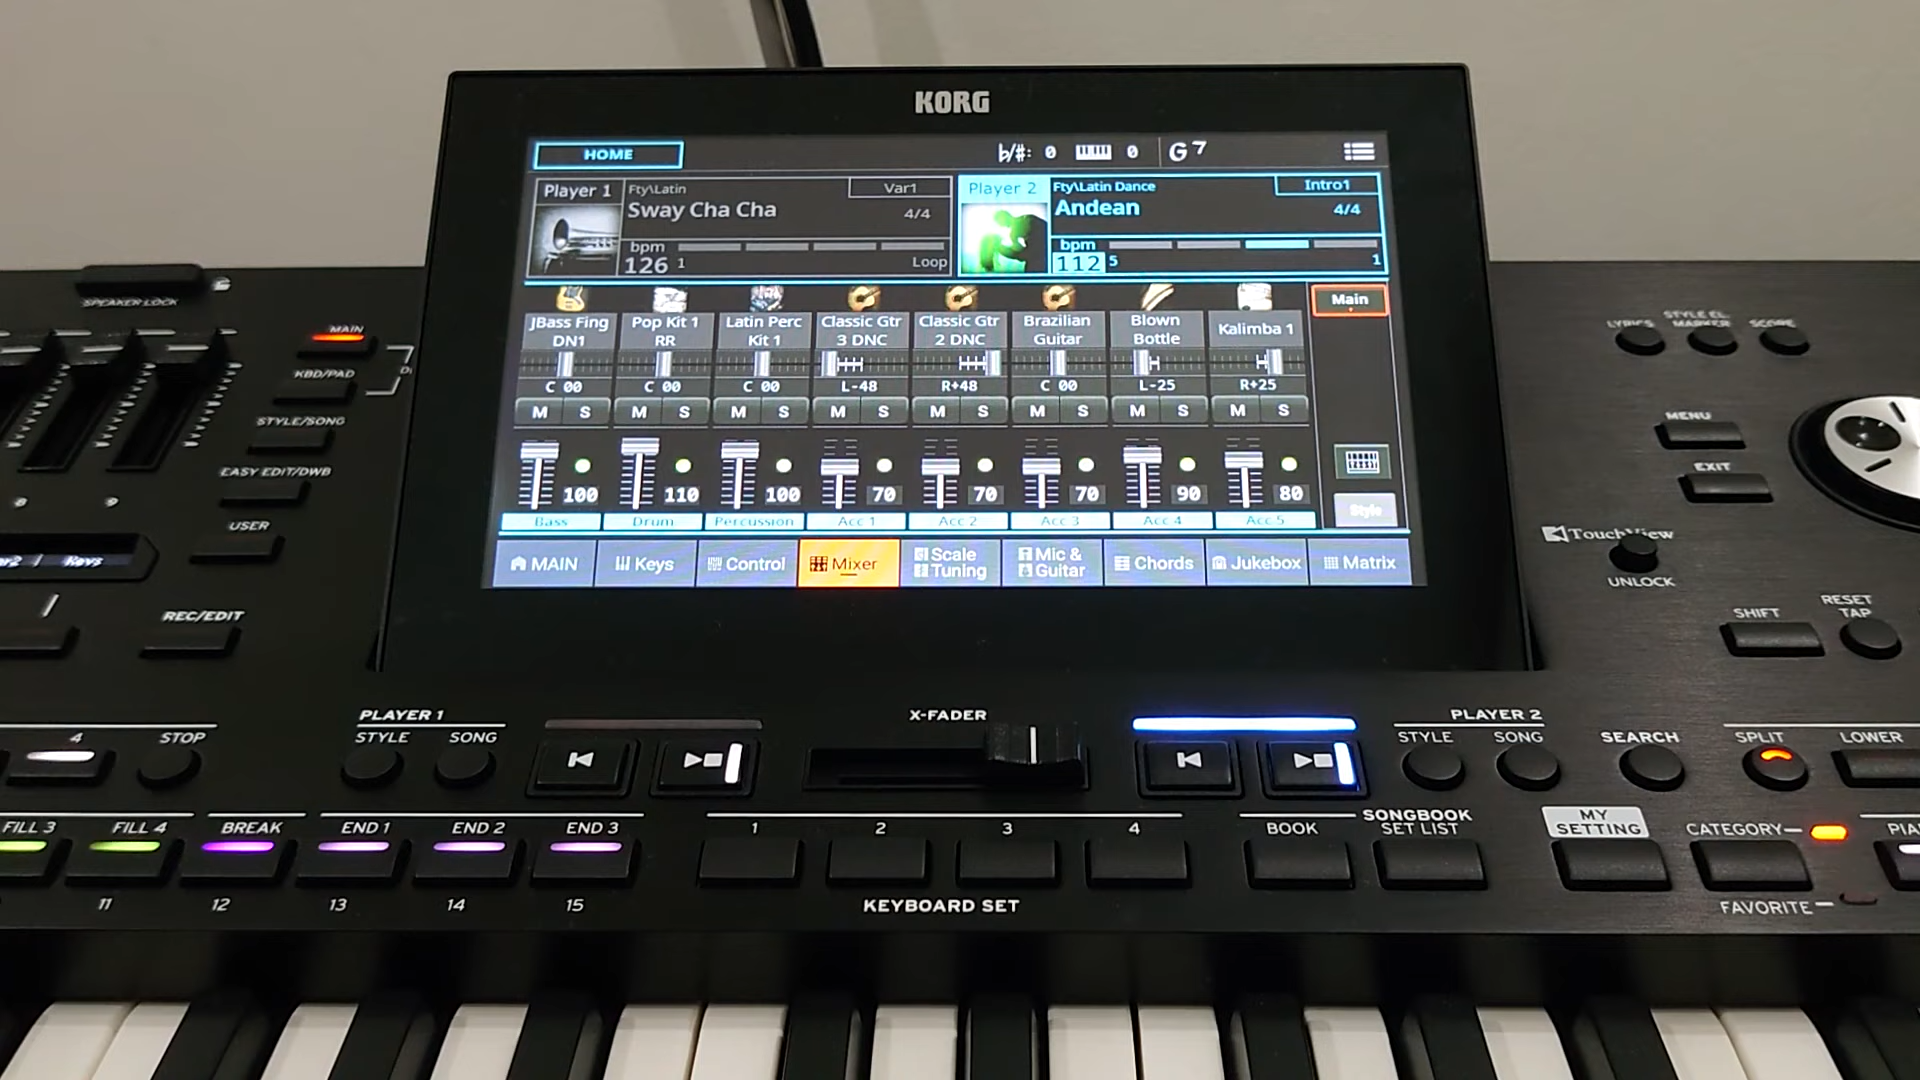 KORG
HOME
b/#: 0 0 G7
Player 1
Fty\Latin
Var1
Sway Cha Cha
4/4
bpm
126 1
Loop
Player 2
Fty\Latin Dance
Intro1
Andean
4/4
bpm
112 5
1
Main
JBass Fing DN1
Pop Kit 1 RR
Latin Perc Kit 1
Classic Gtr 3 DNC
Classic Gtr 2 DNC
Brazilian Guitar
Blown Bottle
Kalimba 1
C 00 C 00 C 00 L-48 R+48 C 00 L-25 R+25
M S M S M S M S M S M S M S M S
100 110 100 70 70 70 90 80
Style
Bass Drum Percussion Acc 1 Acc 2 Acc 3 Acc 4 Acc 5
MAIN Keys Control Mixer Scale Tuning Mic & Guitar Chords Jukebox Matrix
SPEAKER LOCK
MAIN
KBD/PAD
STYLE/SONG
EASY EDIT/DWB
USER
Keys
REC/EDIT
LYRICS
STYLE EL.
MARKER
SCORE
MENU
EXIT
TouchView
UNLOCK
SHIFT
RESET
TAP
4 STOP
PLAYER 1
STYLE SONG
X-FADER
PLAYER 2
STYLE SONG
SEARCH
SPLIT
LOWER
FILL 3 FILL 4 BREAK END 1 END 2 END 3
1 2 3 4
BOOK
SONGBOOK
SET LIST
MY
SETTING
CATEGORY
FAVORITE
11 12 13 14 15
KEYBOARD SET